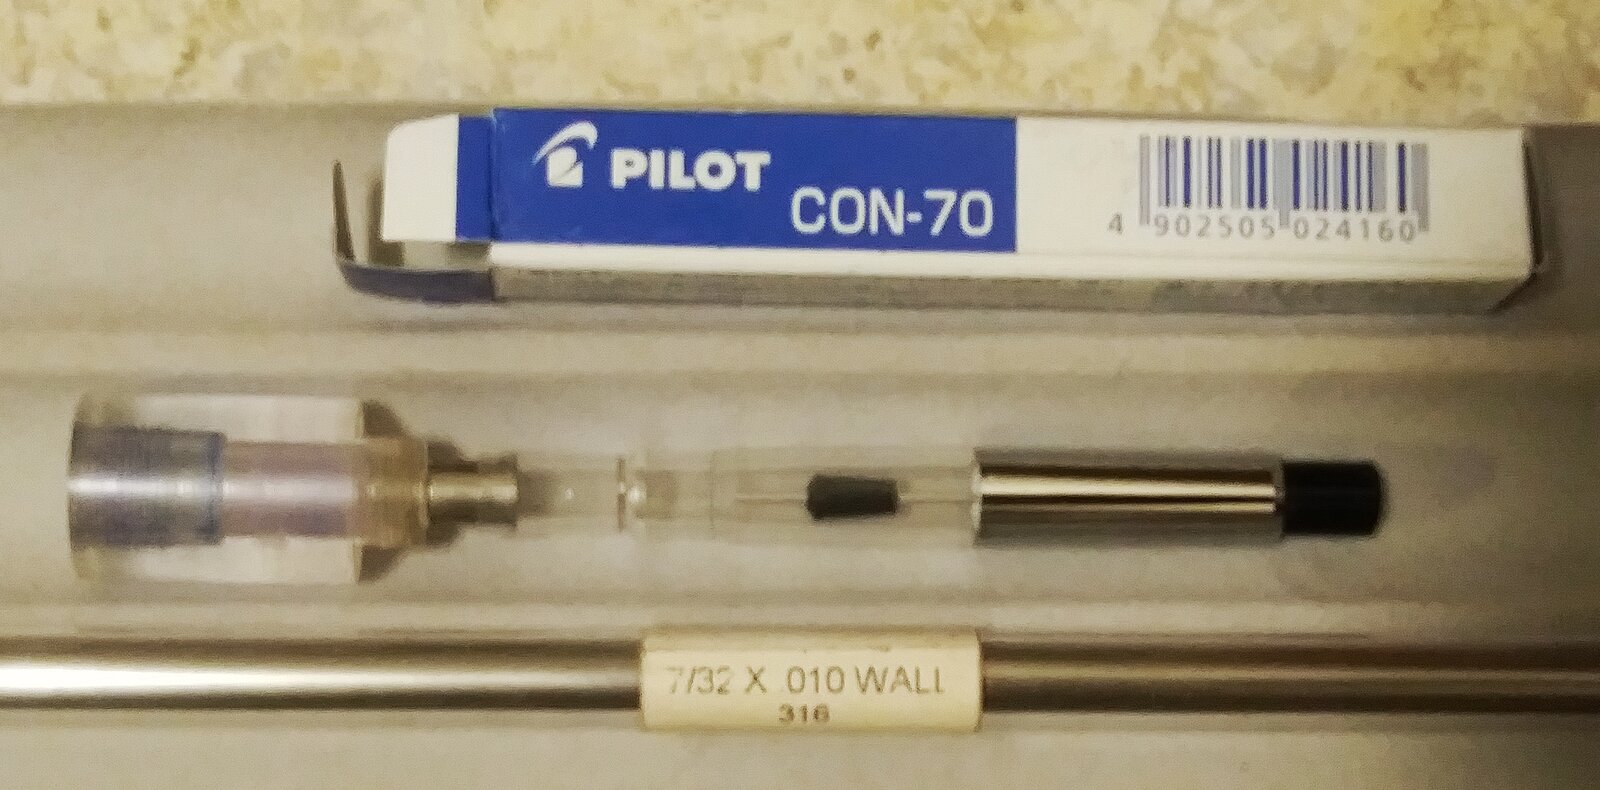 PILOT
CON-70
4 902505 024160
7/32 X .010 WALL
316